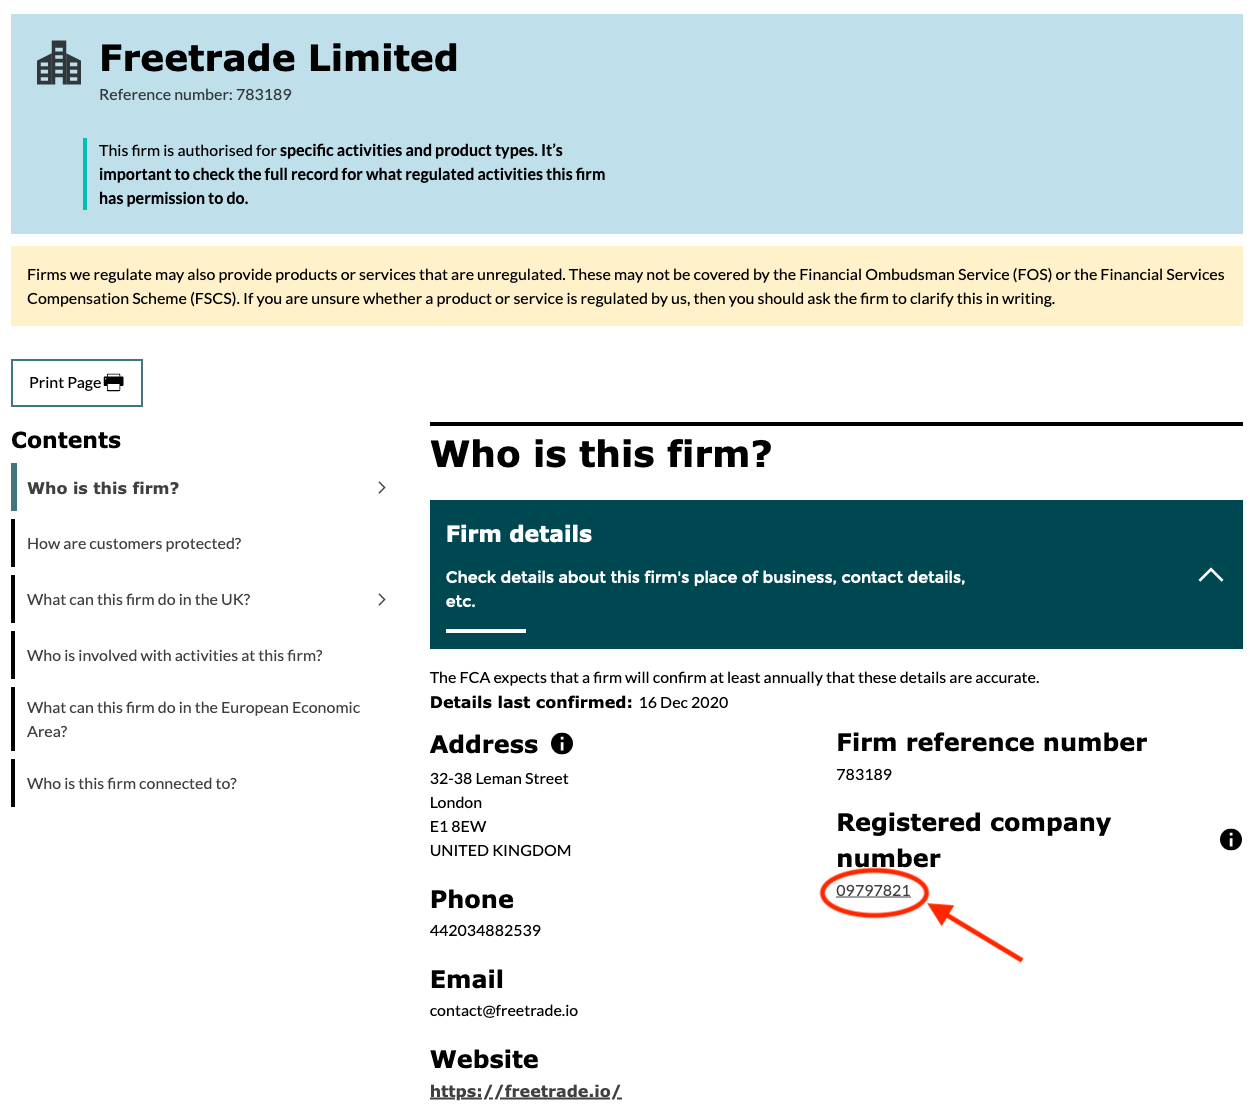 Freetrade Limited
Reference number: 783189
This firm is authorised for specific activities and product types. It’s
important to check the full record for what regulated activities this firm
has permission to do.
Firms we regulate may also provide products or services that are unregulated. These may not be covered by the Financial Ombudsman Service (FOS) or the Financial Services
Compensation Scheme (FSCS). If you are unsure whether a product or service is regulated by us, then you should ask the firm to clarify this in writing.
Print Page
Contents
Who is this firm?
How are customers protected?
What can this firm do in the UK?
Who is involved with activities at this firm?
What can this firm do in the European Economic
Area?
Who is this firm connected to?
Who is this firm?
Firm details
Check details about this firm's place of business, contact details,
etc.
The FCA expects that a firm will confirm at least annually that these details are accurate.
Details last confirmed: 16 Dec 2020
Address
32-38 Leman Street
London
E1 8EW
UNITED KINGDOM
Phone
442034882539
Email
contact@freetrade.io
Website
https://freetrade.io/
Firm reference number
783189
Registered company
number
09797821